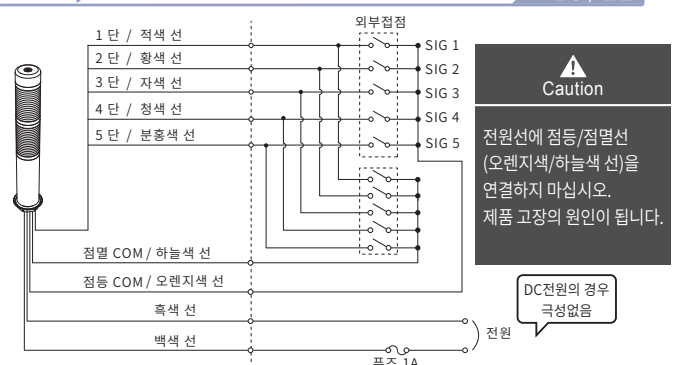 외부접점
1 단 / 적색 선
SIG 1
2 단 / 황색 선
SIG 2
3 단 / 자색 선
SIG 3
4 단 / 청색 선
SIG 4
5 단 / 분홍색 선
SIG 5
Caution
전원선에 점등/점멸선
(오렌지색/하늘색 선)을
연결하지 마십시오.
제품 고장의 원인이 됩니다.
점멸 COM / 하늘색 선
점등 COM / 오렌지색 선
흑색 선
백색 선
전원
퓨즈 1A
DC전원의 경우
극성없음